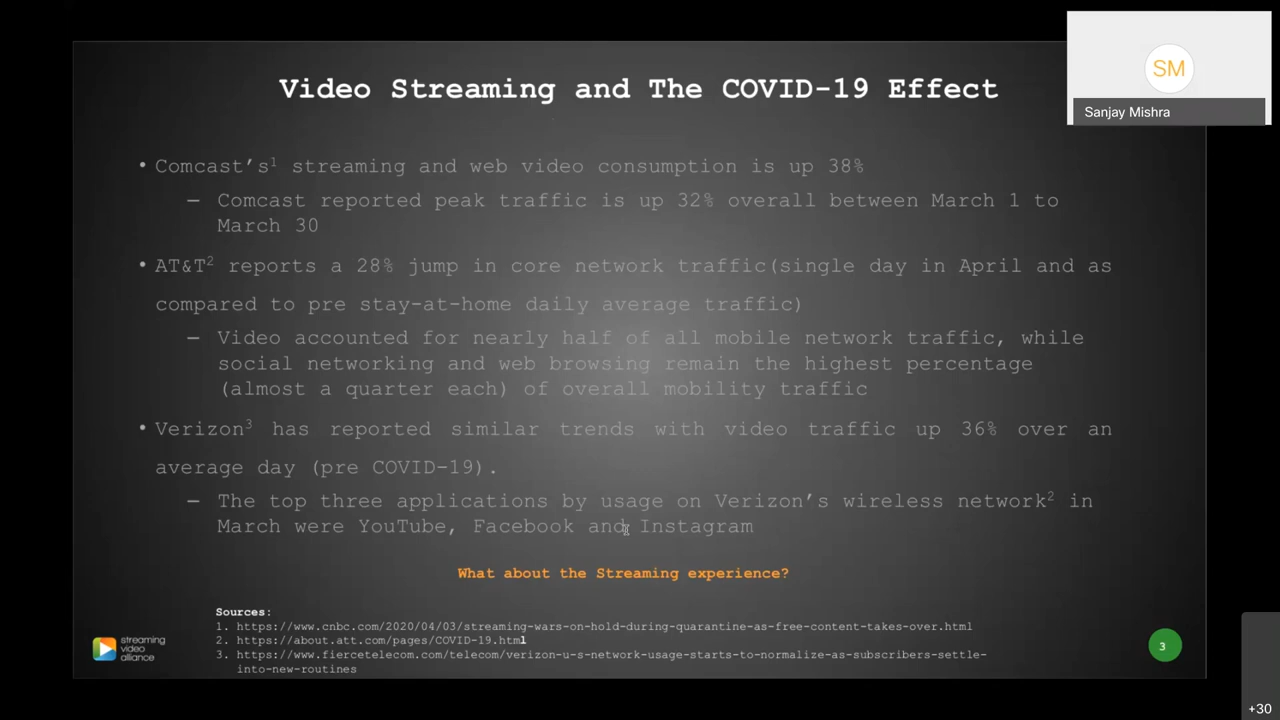 Video Streaming and The COVID-19 Effect
SM
Sanjay Mishra
• Comcast’s¹ streaming and web video consumption is up 38%
– Comcast reported peak traffic is up 32% overall between March 1 to
March 30
• AT&T² reports a 28% jump in core network traffic(single day in April and as
compared to pre stay-at-home daily average traffic)
– Video accounted for nearly half of all mobile network traffic, while
social networking and web browsing remain the highest percentage
(almost a quarter each) of overall mobility traffic
• Verizon³ has reported similar trends with video traffic up 36% over an
average day (pre COVID-19).
– The top three applications by usage on Verizon’s wireless network² in
March were YouTube, Facebook and Instagram
What about the Streaming experience?
Sources:
1. https://www.cnbc.com/2020/04/03/streaming-wars-on-hold-during-quarantine-as-free-content-takes-over.html
2. https://about.att.com/pages/COVID-19.html
3. https://www.fiercetelecom.com/telecom/verizon-u-s-network-usage-starts-to-normalize-as-subscribers-settle-
into-new-routines
streaming
video
alliance
3
+30